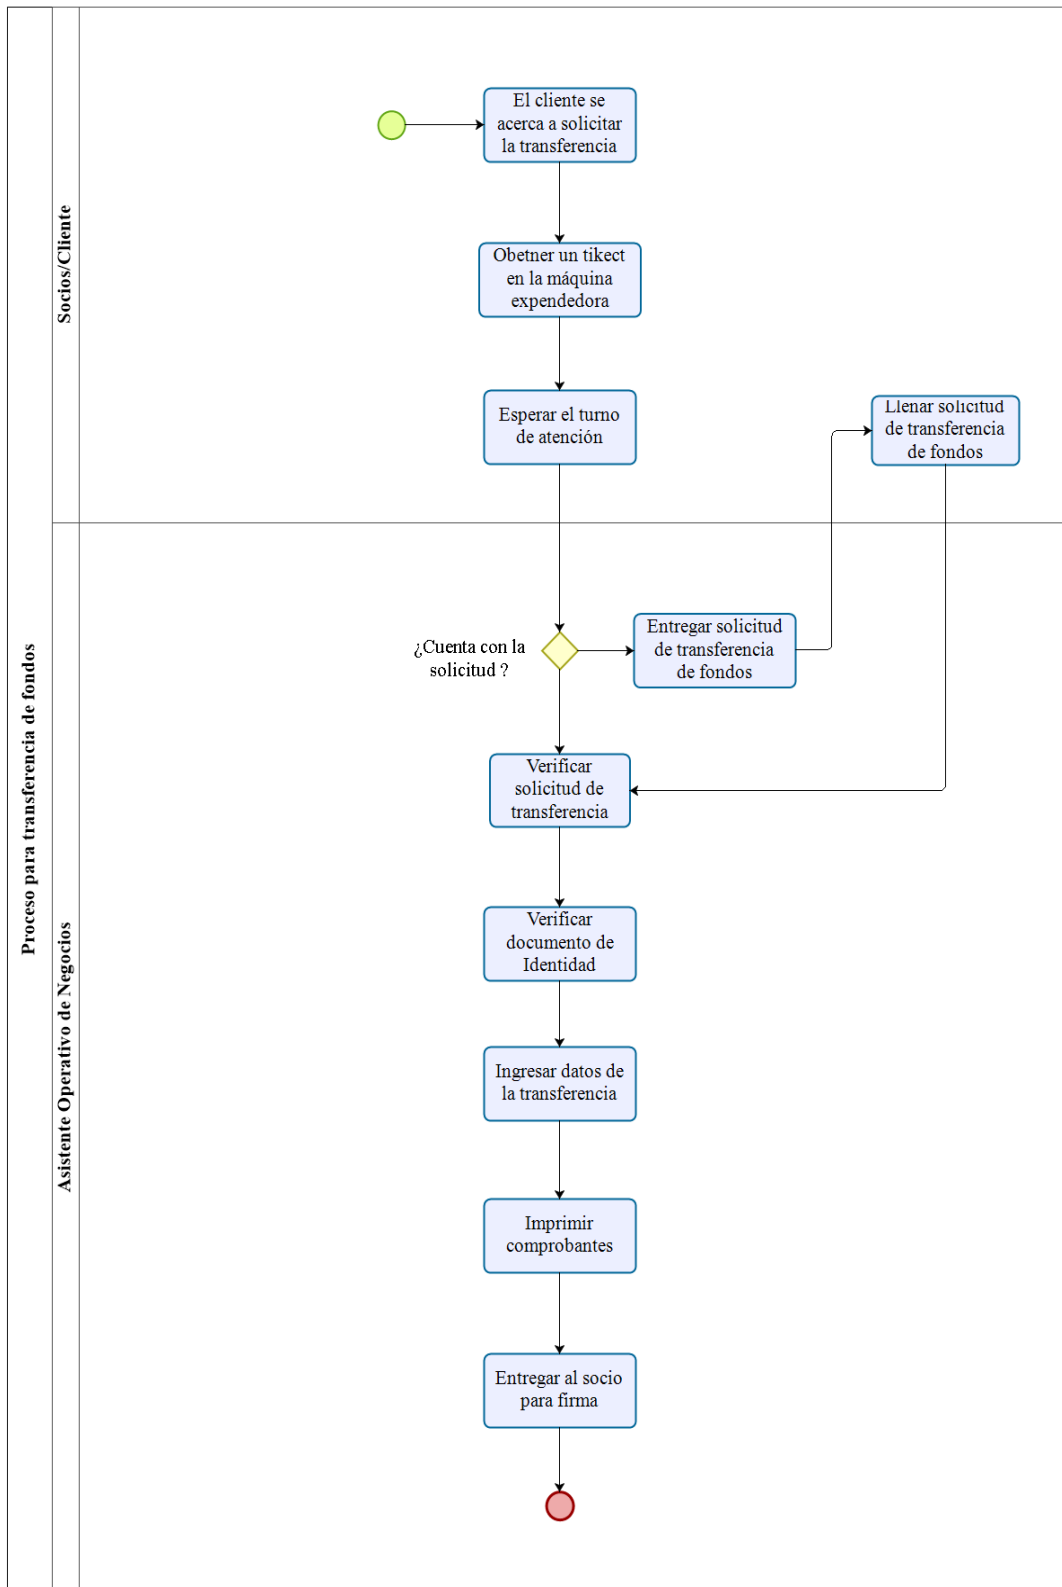 Proceso para transferencia de fondos
Socios/Cliente
El cliente se
acerca a solicitar
la transferencia
Obetner un tikect
en la máquina
expendedora
Esperar el turno
de atención
Llenar solicitud
de transferencia
de fondos
Asistente Operativo de Negocios
¿Cuenta con la
solicitud ?
Entregar solicitud
de transferencia
de fondos
Verificar
solicitud de
transferencia
Verificar
documento de
Identidad
Ingresar datos de
la transferencia
Imprimir
comprobantes
Entregar al socio
para firma